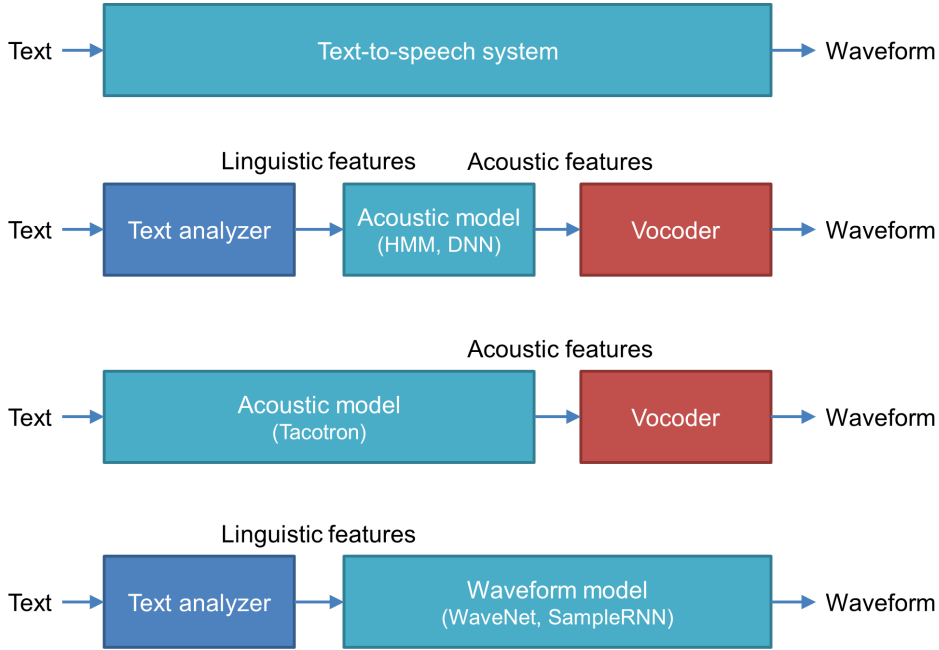 Text
Text-to-speech system
Waveform
Linguistic features
Acoustic features
Text
Text analyzer
Acoustic model
(HMM, DNN)
Vocoder
Waveform
Acoustic features
Text
Acoustic model
(Tacotron)
Vocoder
Waveform
Linguistic features
Text
Text analyzer
Waveform model
(WaveNet, SampleRNN)
Waveform